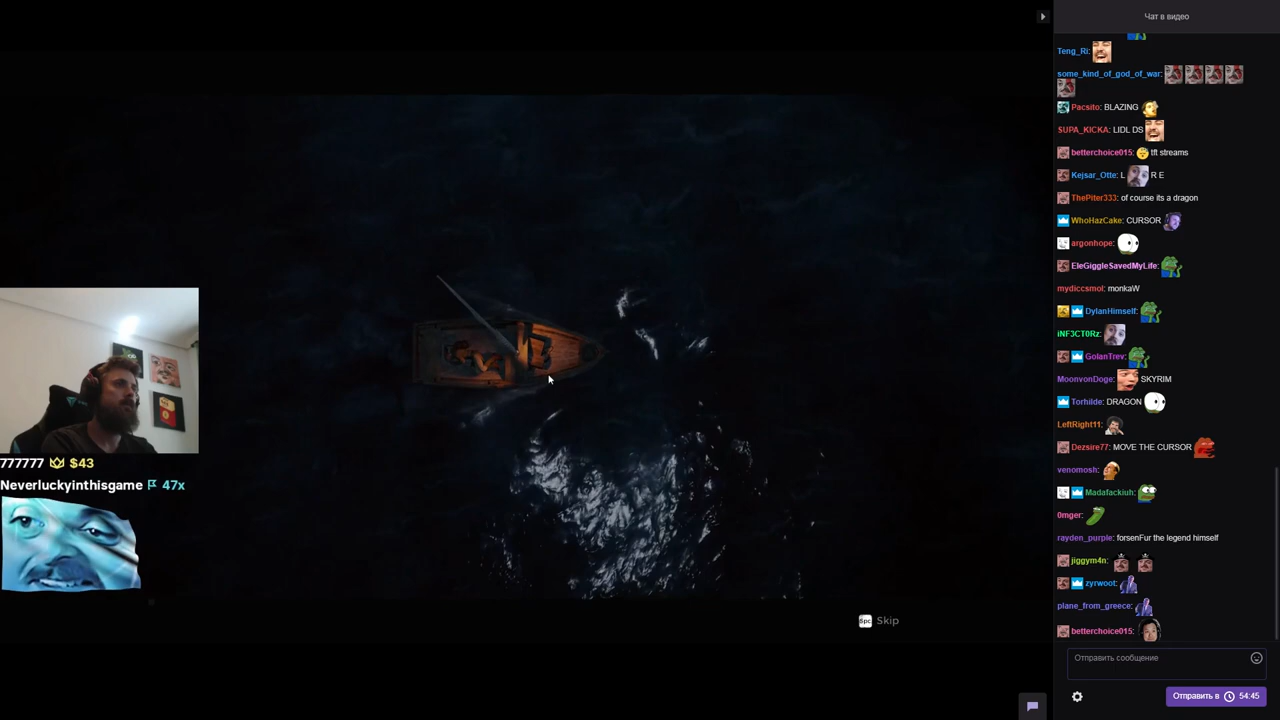 Чат в видео
Teng_Ri:
some_kind_of_god_of_war:
Pacsito: BLAZING
SUPA_KICKA: LIDL DS
betterchoice015: tft streams
Kejsar_Otte: L R E
ThePiter333: of course its a dragon
WhoHazCake: CURSOR
argonhope:
EleGiggleSavedMyLife:
mydiccsmol: monkaW
DylanHimself:
iNF3CT0Rz:
GolanTrev:
MoonvonDoge: SKYRIM
Torhilde: DRAGON
LeftRight11:
Dezsire77: MOVE THE CURSOR
venomosh:
Madafackiuh:
0mger:
rayden_purple: forsenFur the legend himself
jiggym4n:
zyrwoot:
plane_from_greece:
betterchoice015:
Отправить сообщение
Отправить в 54:45
777777 $43
Neverluckyinthisgame 47x
Skip